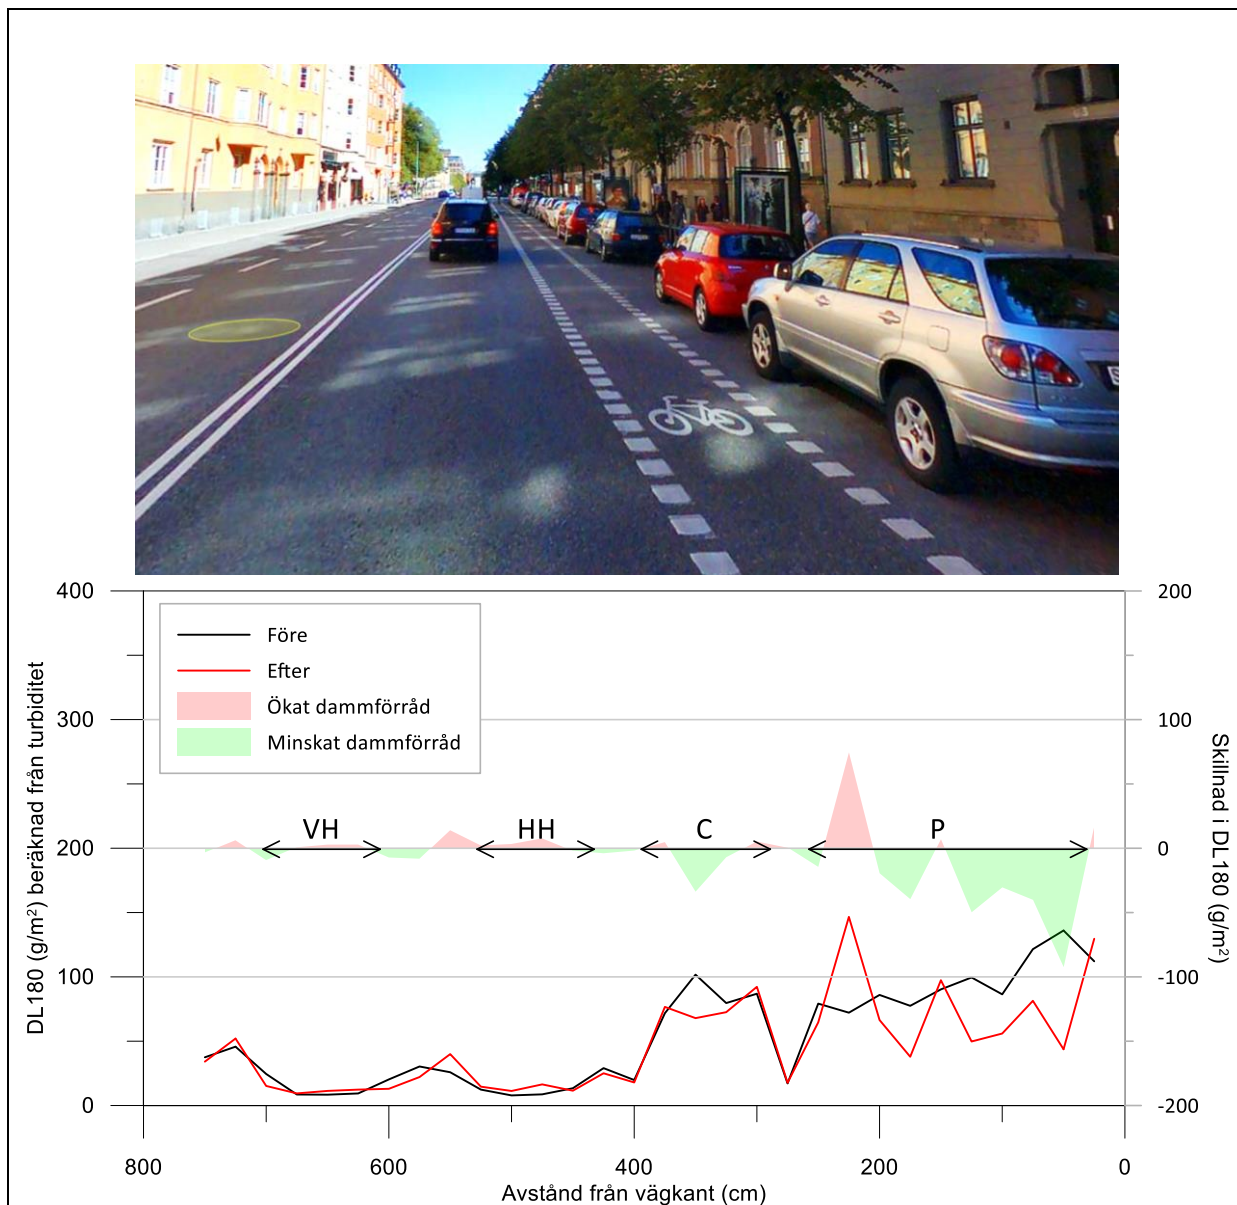 400
300
200
100
0
DL180 (g/m²) beräknad från turbiditet
Före
Efter
Ökat dammförråd
Minskat dammförråd
VH
HH
C
P
200
100
0
-100
-200
Skillnad i DL180 (g/m²)
800
600
400
200
0
Avstånd från vägkant (cm)